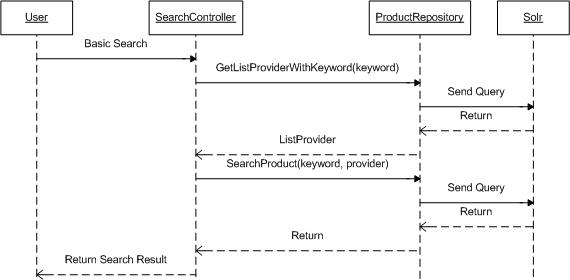 User SearchController ProductRepository Solr
Basic Search
GetListProviderWithKeyword(keyword)
Send Query
Return
ListProvider
SearchProduct(keyword, provider)
Send Query
Return
Return
Return Search Result